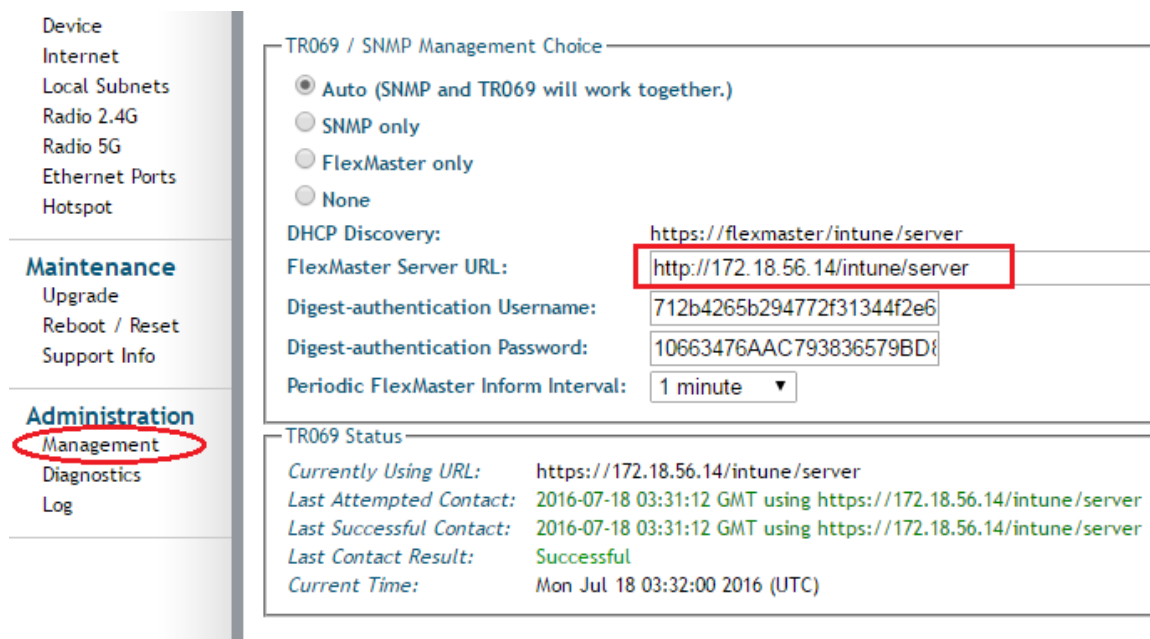 Device
Internet
Local Subnets
Radio 2.4G
Radio 5G
Ethernet Ports
Hotspot
Maintenance
Upgrade
Reboot / Reset
Support Info
Administration
Management
Diagnostics
Log
TR069 / SNMP Management Choice
Auto (SNMP and TR069 will work together.)
SNMP only
FlexMaster only
None
DHCP Discovery: https://flexmaster/intune/server
FlexMaster Server URL: http://172.18.56.14/intune/server
Digest-authentication Username: 712b4265b294772f31344f2e6
Digest-authentication Password: 10663476AAC793836579BD8
Periodic FlexMaster Inform Interval: 1 minute
TR069 Status
Currently Using URL: https://172.18.56.14/intune/server
Last Attempted Contact: 2016-07-18 03:31:12 GMT using https://172.18.56.14/intune/server
Last Successful Contact: 2016-07-18 03:31:12 GMT using https://172.18.56.14/intune/server
Last Contact Result: Successful
Current Time: Mon Jul 18 03:32:00 2016 (UTC)